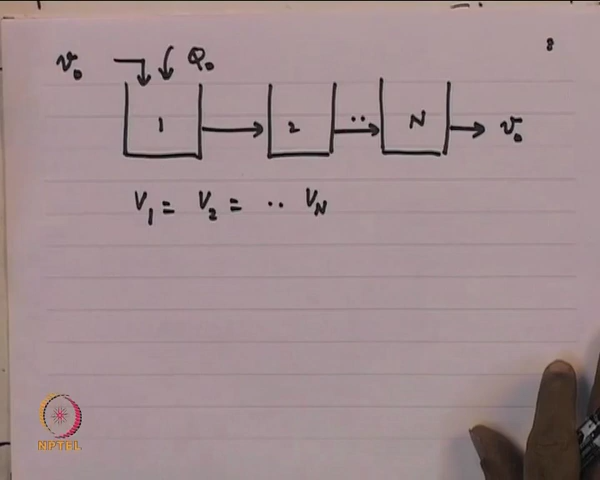 8
v₀ Q₀
1 2 .. N v₀
V₁ = V₂ = .. V_N
NPTEL